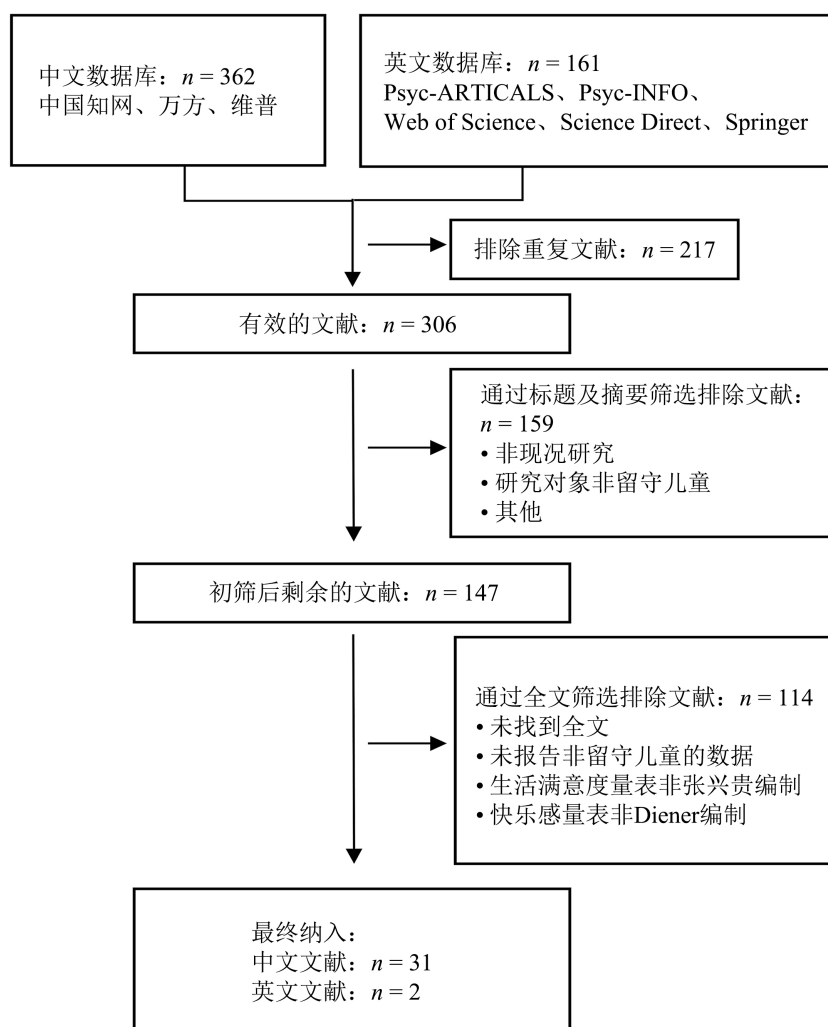 中文数据库：n = 362
中国知网、万方、维普
英文数据库：n = 161
Psyc-ARTICALS、Psyc-INFO、
Web of Science、Science Direct、Springer
排除重复文献：n = 217
有效的文献：n = 306
通过标题及摘要筛选排除文献：
n = 159
• 非现况研究
• 研究对象非留守儿童
• 其他
初筛后剩余的文献：n = 147
通过全文筛选排除文献：n = 114
• 未找到全文
• 未报告非留守儿童的数据
• 生活满意度量表非张兴贵编制
• 快乐感量表非Diener编制
最终纳入：
中文文献：n = 31
英文文献：n = 2